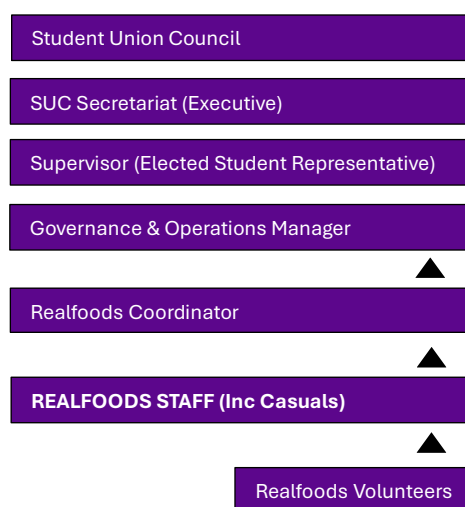 Student Union Council
SUC Secretariat (Executive)
Supervisor (Elected Student Representative)
Governance & Operations Manager
Realfoods Coordinator
REALFOODS STAFF (Inc Casuals)
Realfoods Volunteers